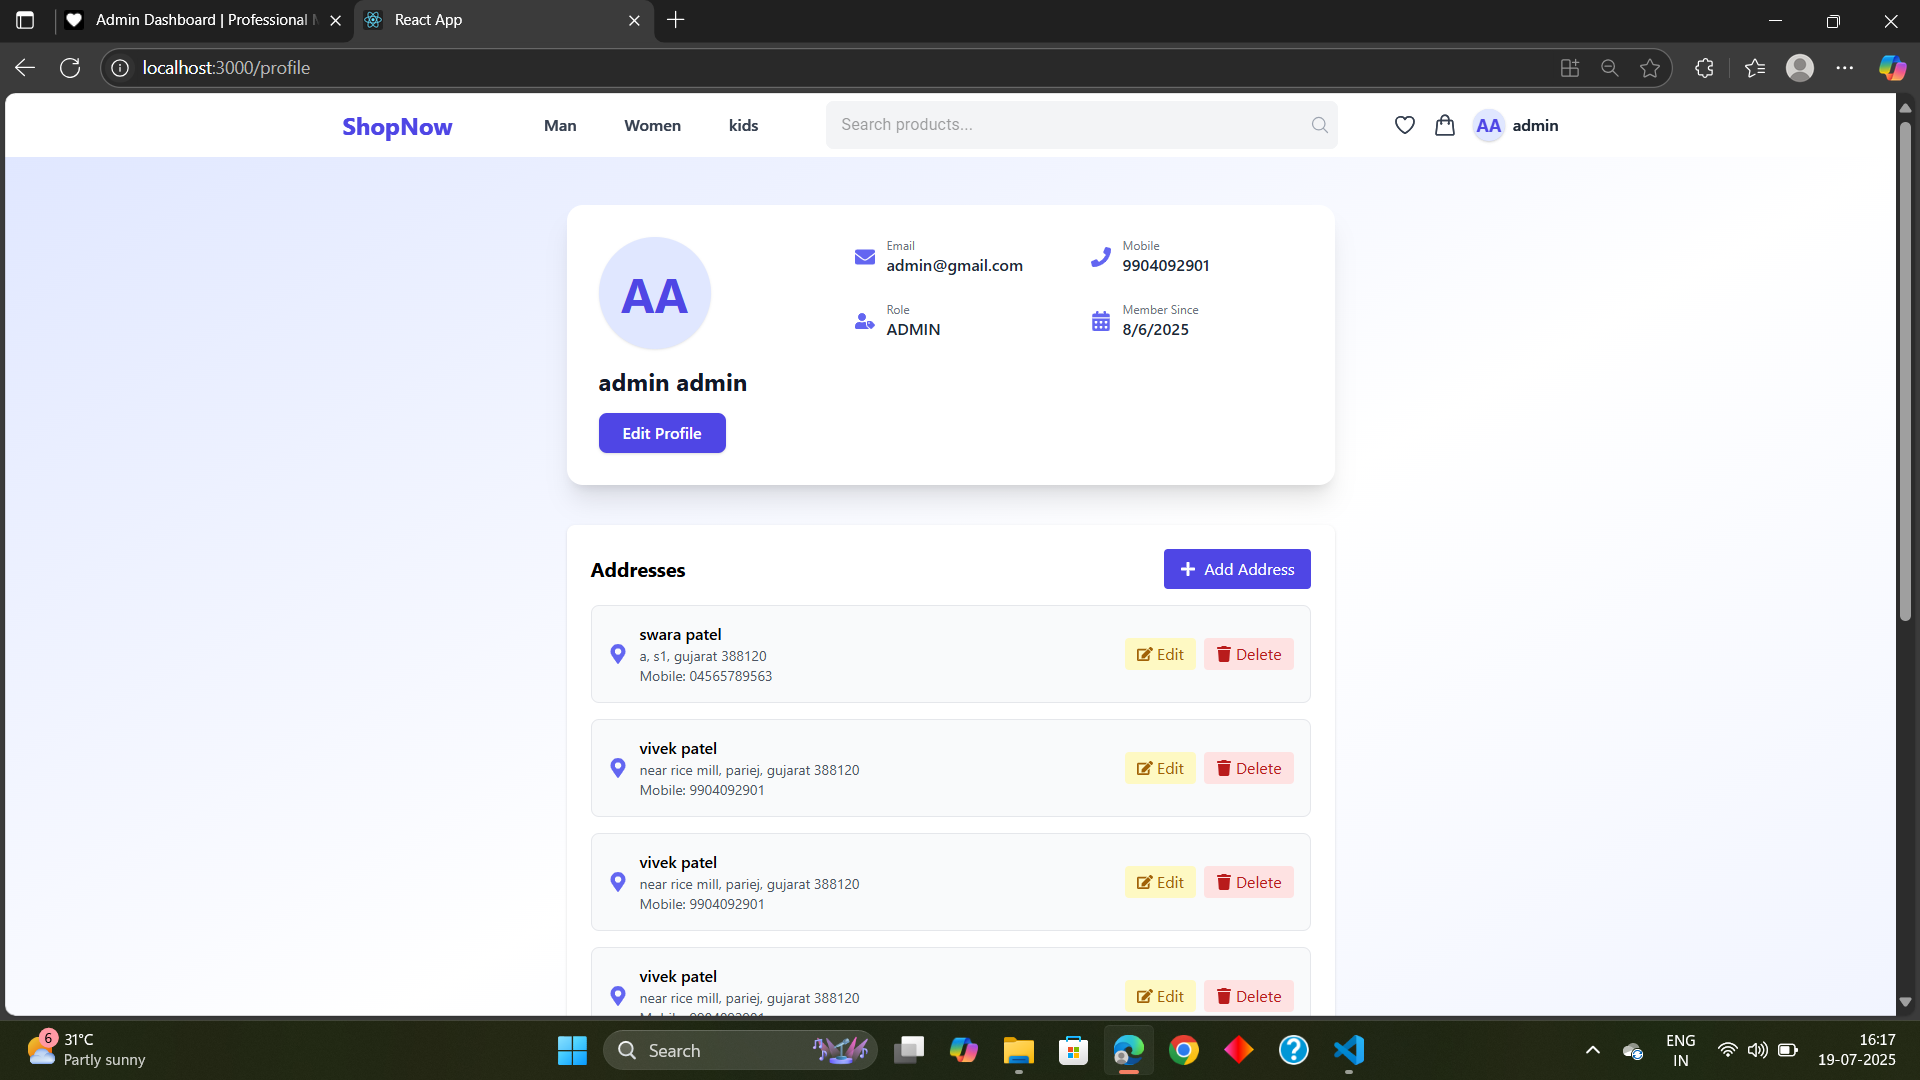 Admin Dashboard | Professional
React App
localhost:3000/profile
ShopNow
Man
Women
kids
Search products...
AA
admin
AA
admin admin
Edit Profile
Email
admin@gmail.com
Mobile
9904092901
Role
ADMIN
Member Since
8/6/2025
Addresses
Add Address
swara patel
a, s1, gujarat 388120
Mobile: 04565789563
Edit
Delete
vivek patel
near rice mill, pariej, gujarat 388120
Mobile: 9904092901
Edit
Delete
vivek patel
near rice mill, pariej, gujarat 388120
Mobile: 9904092901
Edit
Delete
vivek patel
near rice mill, pariej, gujarat 388120
Edit
Delete
6
31°C
Partly sunny
Search
ENG
IN
16:17
19-07-2025